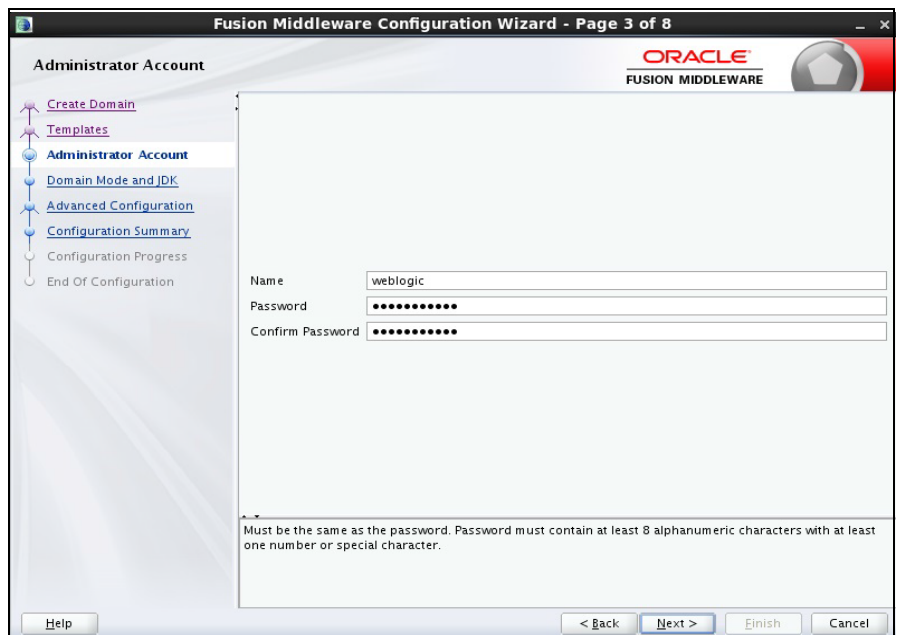 Fusion Middleware Configuration Wizard - Page 3 of 8
Administrator Account
ORACLE
FUSION MIDDLEWARE
Create Domain
Templates
Administrator Account
Domain Mode and JDK
Advanced Configuration
Configuration Summary
Configuration Progress
End Of Configuration
Name weblogic
Password •••••••••••
Confirm Password •••••••••••
Must be the same as the password. Password must contain at least 8 alphanumeric characters with at least
one number or special character.
Help < Back Next > Finish Cancel